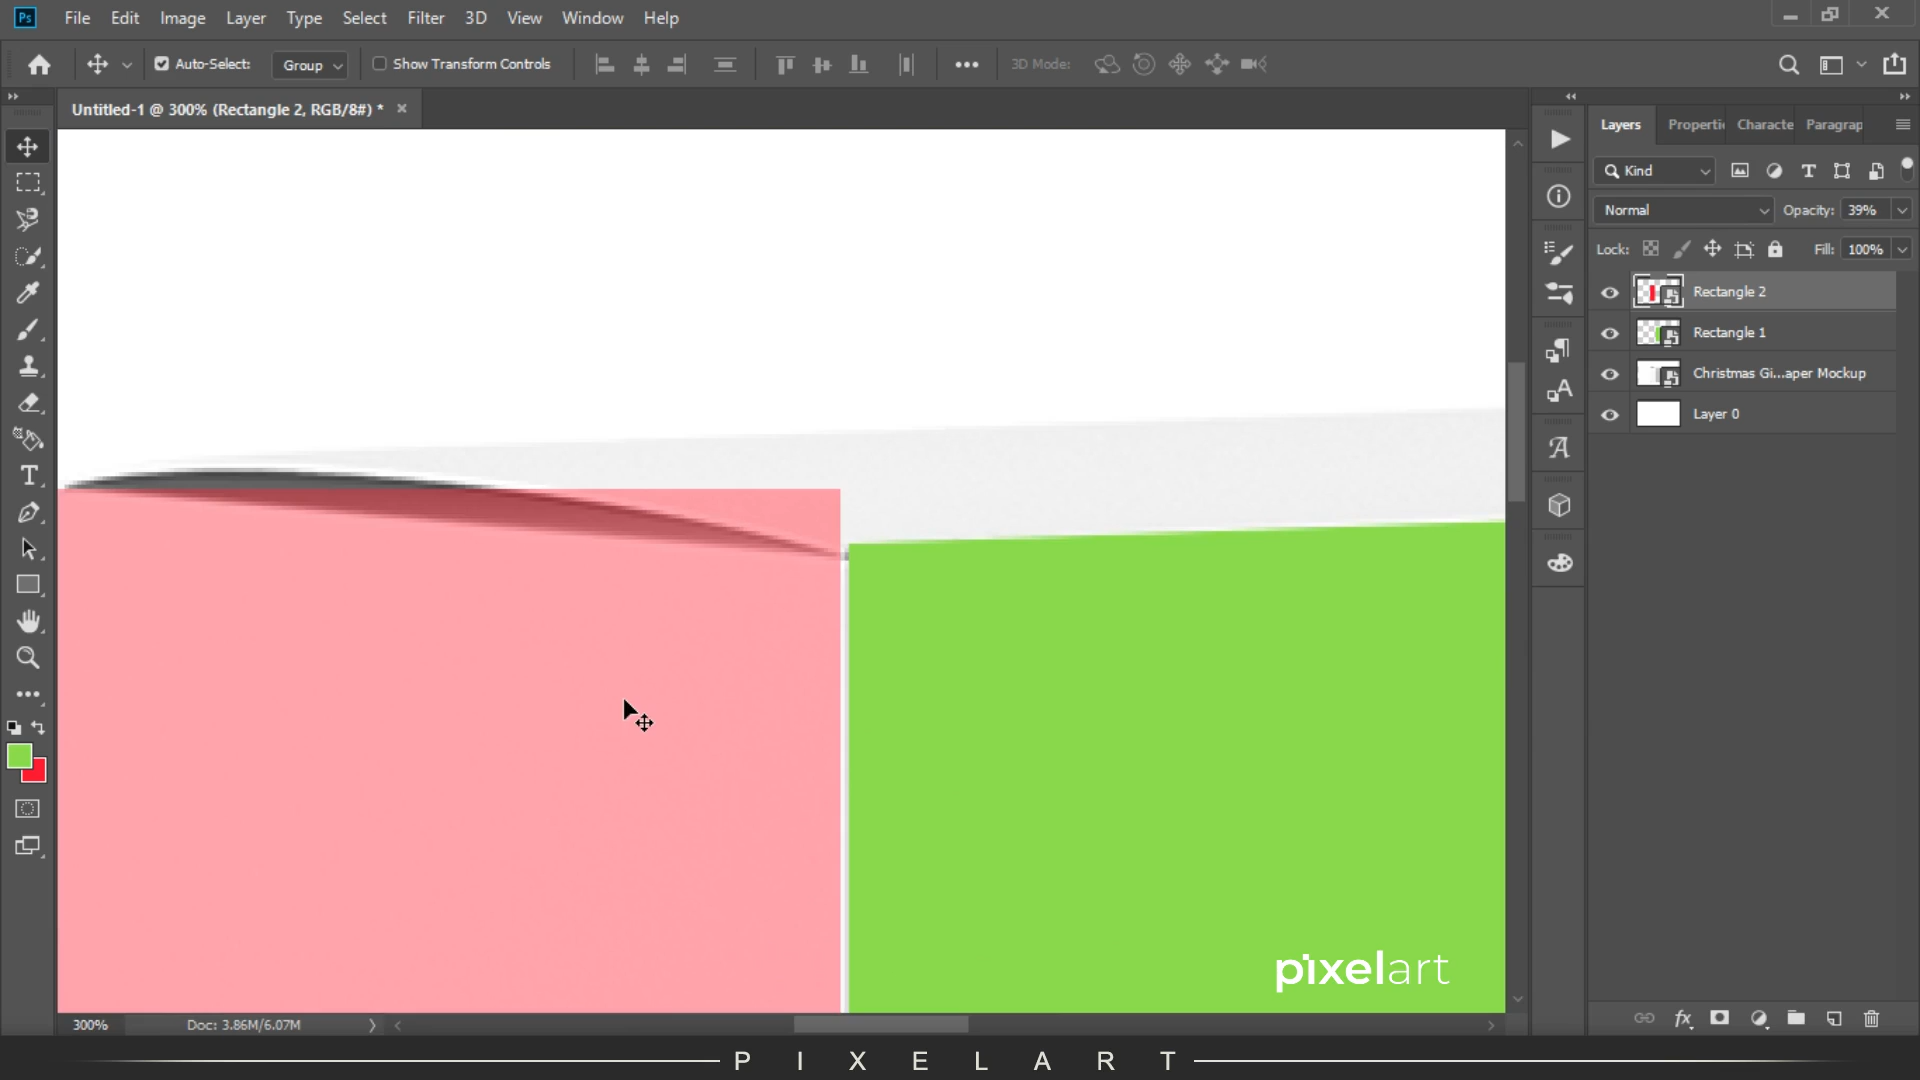 Ps File Edit Image Layer Type Select Filter 3D View Window Help
Auto-Select: Group Show Transform Controls 3D Mode:
Untitled-1 @ 300% (Rectangle 2, RGB/8#) *
Layers Properti Characte Paragrap
Kind
Normal Opacity: 39%
Lock: Fill: 100%
Rectangle 2
Rectangle 1
Christmas Gi...aper Mockup
Layer 0
pixelart
300% Doc: 3.86M/6.07M
PIXELART